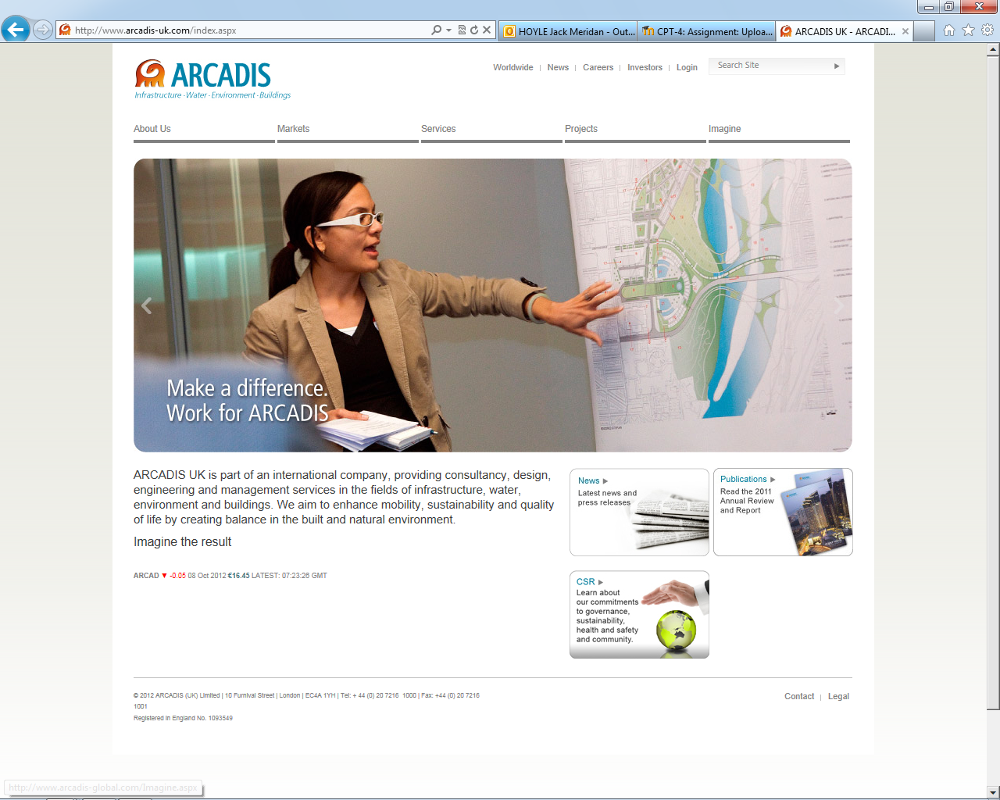 http://www.arcadis-uk.com/index.aspx
HOYLE Jack Meridan - Out...
CPT-4: Assignment: Uploa...
ARCADIS UK - ARCADI...
ARCADIS
Infrastructure · Water · Environment · Buildings
Worldwide | News | Careers | Investors | Login
Search Site
About Us
Markets
Services
Projects
Imagine
Make a difference.
Work for ARCADIS
ARCADIS UK is part of an international company, providing consultancy, design,
engineering and management services in the fields of infrastructure, water,
environment and buildings. We aim to enhance mobility, sustainability and quality
of life by creating balance in the built and natural environment.
Imagine the result
ARCAD ▼ -0.05 08 Oct 2012 €16.45 LATEST: 07:23:26 GMT
News
Latest news and
press releases
Publications
Read the 2011
Annual Review
and Report
CSR
Learn about
our commitments
to governance,
sustainability,
health and safety
and community.
© 2012 ARCADIS (UK) Limited | 10 Furnival Street | London | EC4A 1YH | Tel: + 44 (0) 20 7216 1000 | Fax: +44 (0) 20 7216
1001
Registered in England No. 1093549
Contact | Legal
http://www.arcadis-global.com/Imagine.aspx